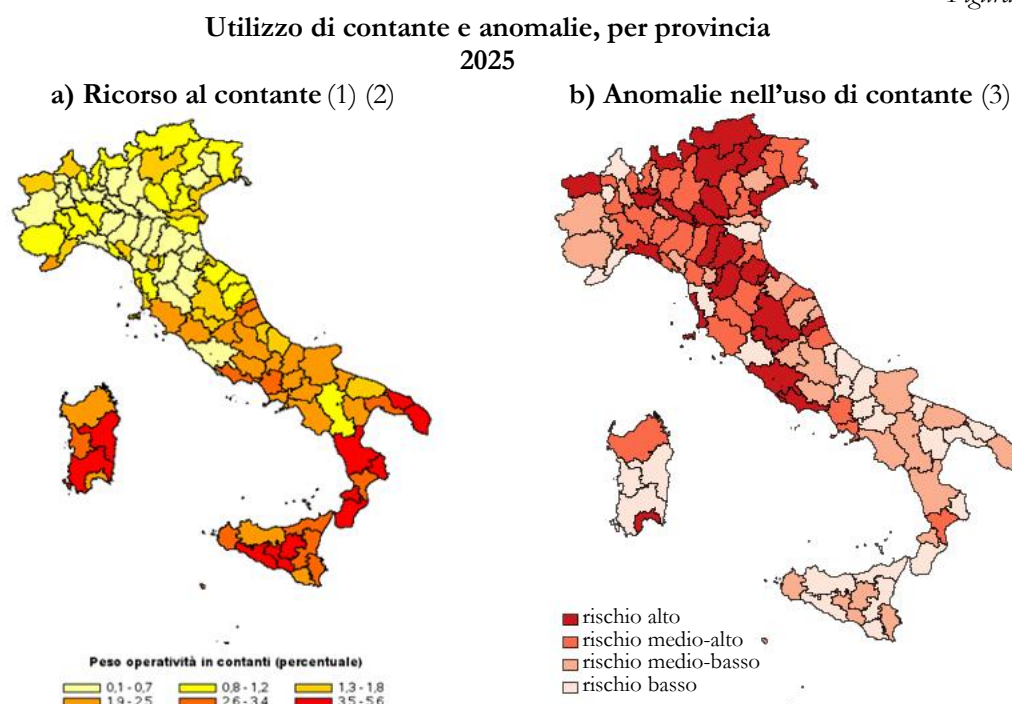 Figura
Utilizzo di contante e anomalie, per provincia
2025
a) Ricorso al contante (1) (2)
b) Anomalie nell'uso di contante (3)
rischio alto
rischio medio-alto
rischio medio-basso
rischio basso
Peso operatività in contanti (percentuale)
0,1 - 0,7 0,8 - 1,2 1,3 - 1,8
1,9 - 2,5 2,6 - 3,4 3,5 - 5,6